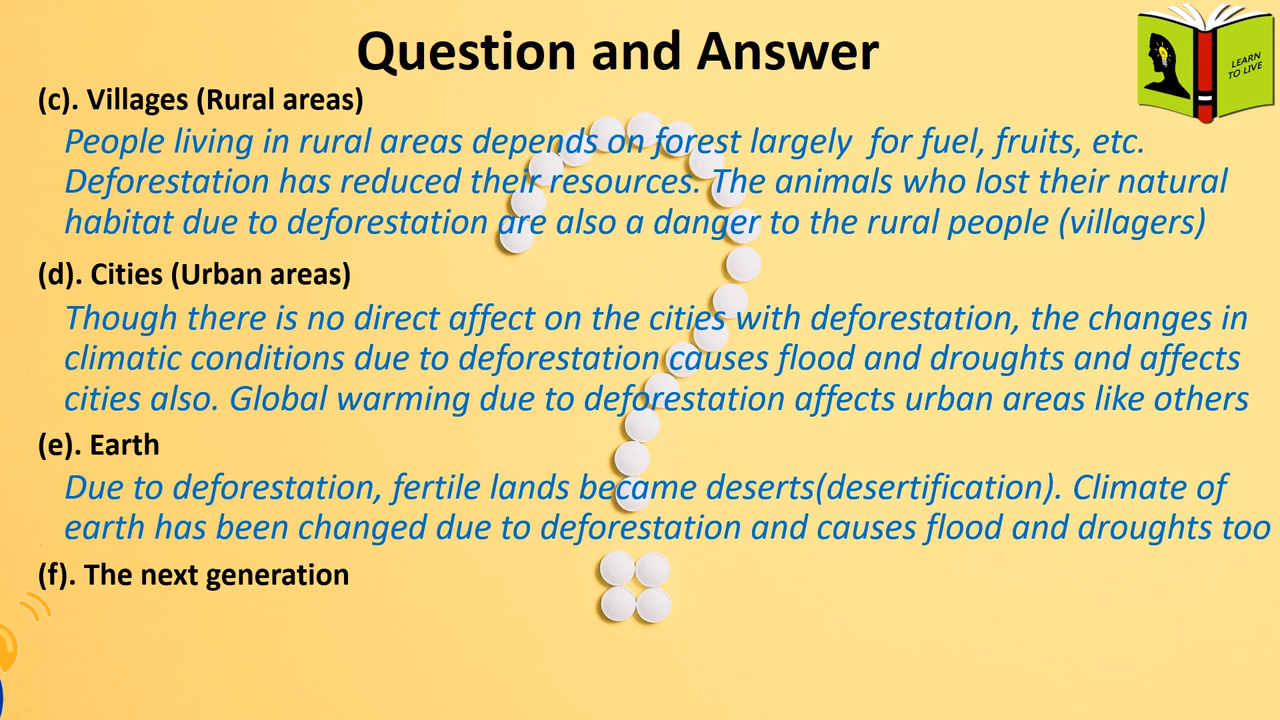 Question and Answer
LEARN
TO LIVE
(c). Villages (Rural areas)
People living in rural areas depends on forest largely  for fuel, fruits, etc.
Deforestation has reduced their resources. The animals who lost their natural
habitat due to deforestation are also a danger to the rural people (villagers)
(d). Cities (Urban areas)
Though there is no direct affect on the cities with deforestation, the changes in
climatic conditions due to deforestation causes flood and droughts and affects
cities also. Global warming due to deforestation affects urban areas like others
(e). Earth
Due to deforestation, fertile lands became deserts(desertification). Climate of
earth has been changed due to deforestation and causes flood and droughts too
(f). The next generation